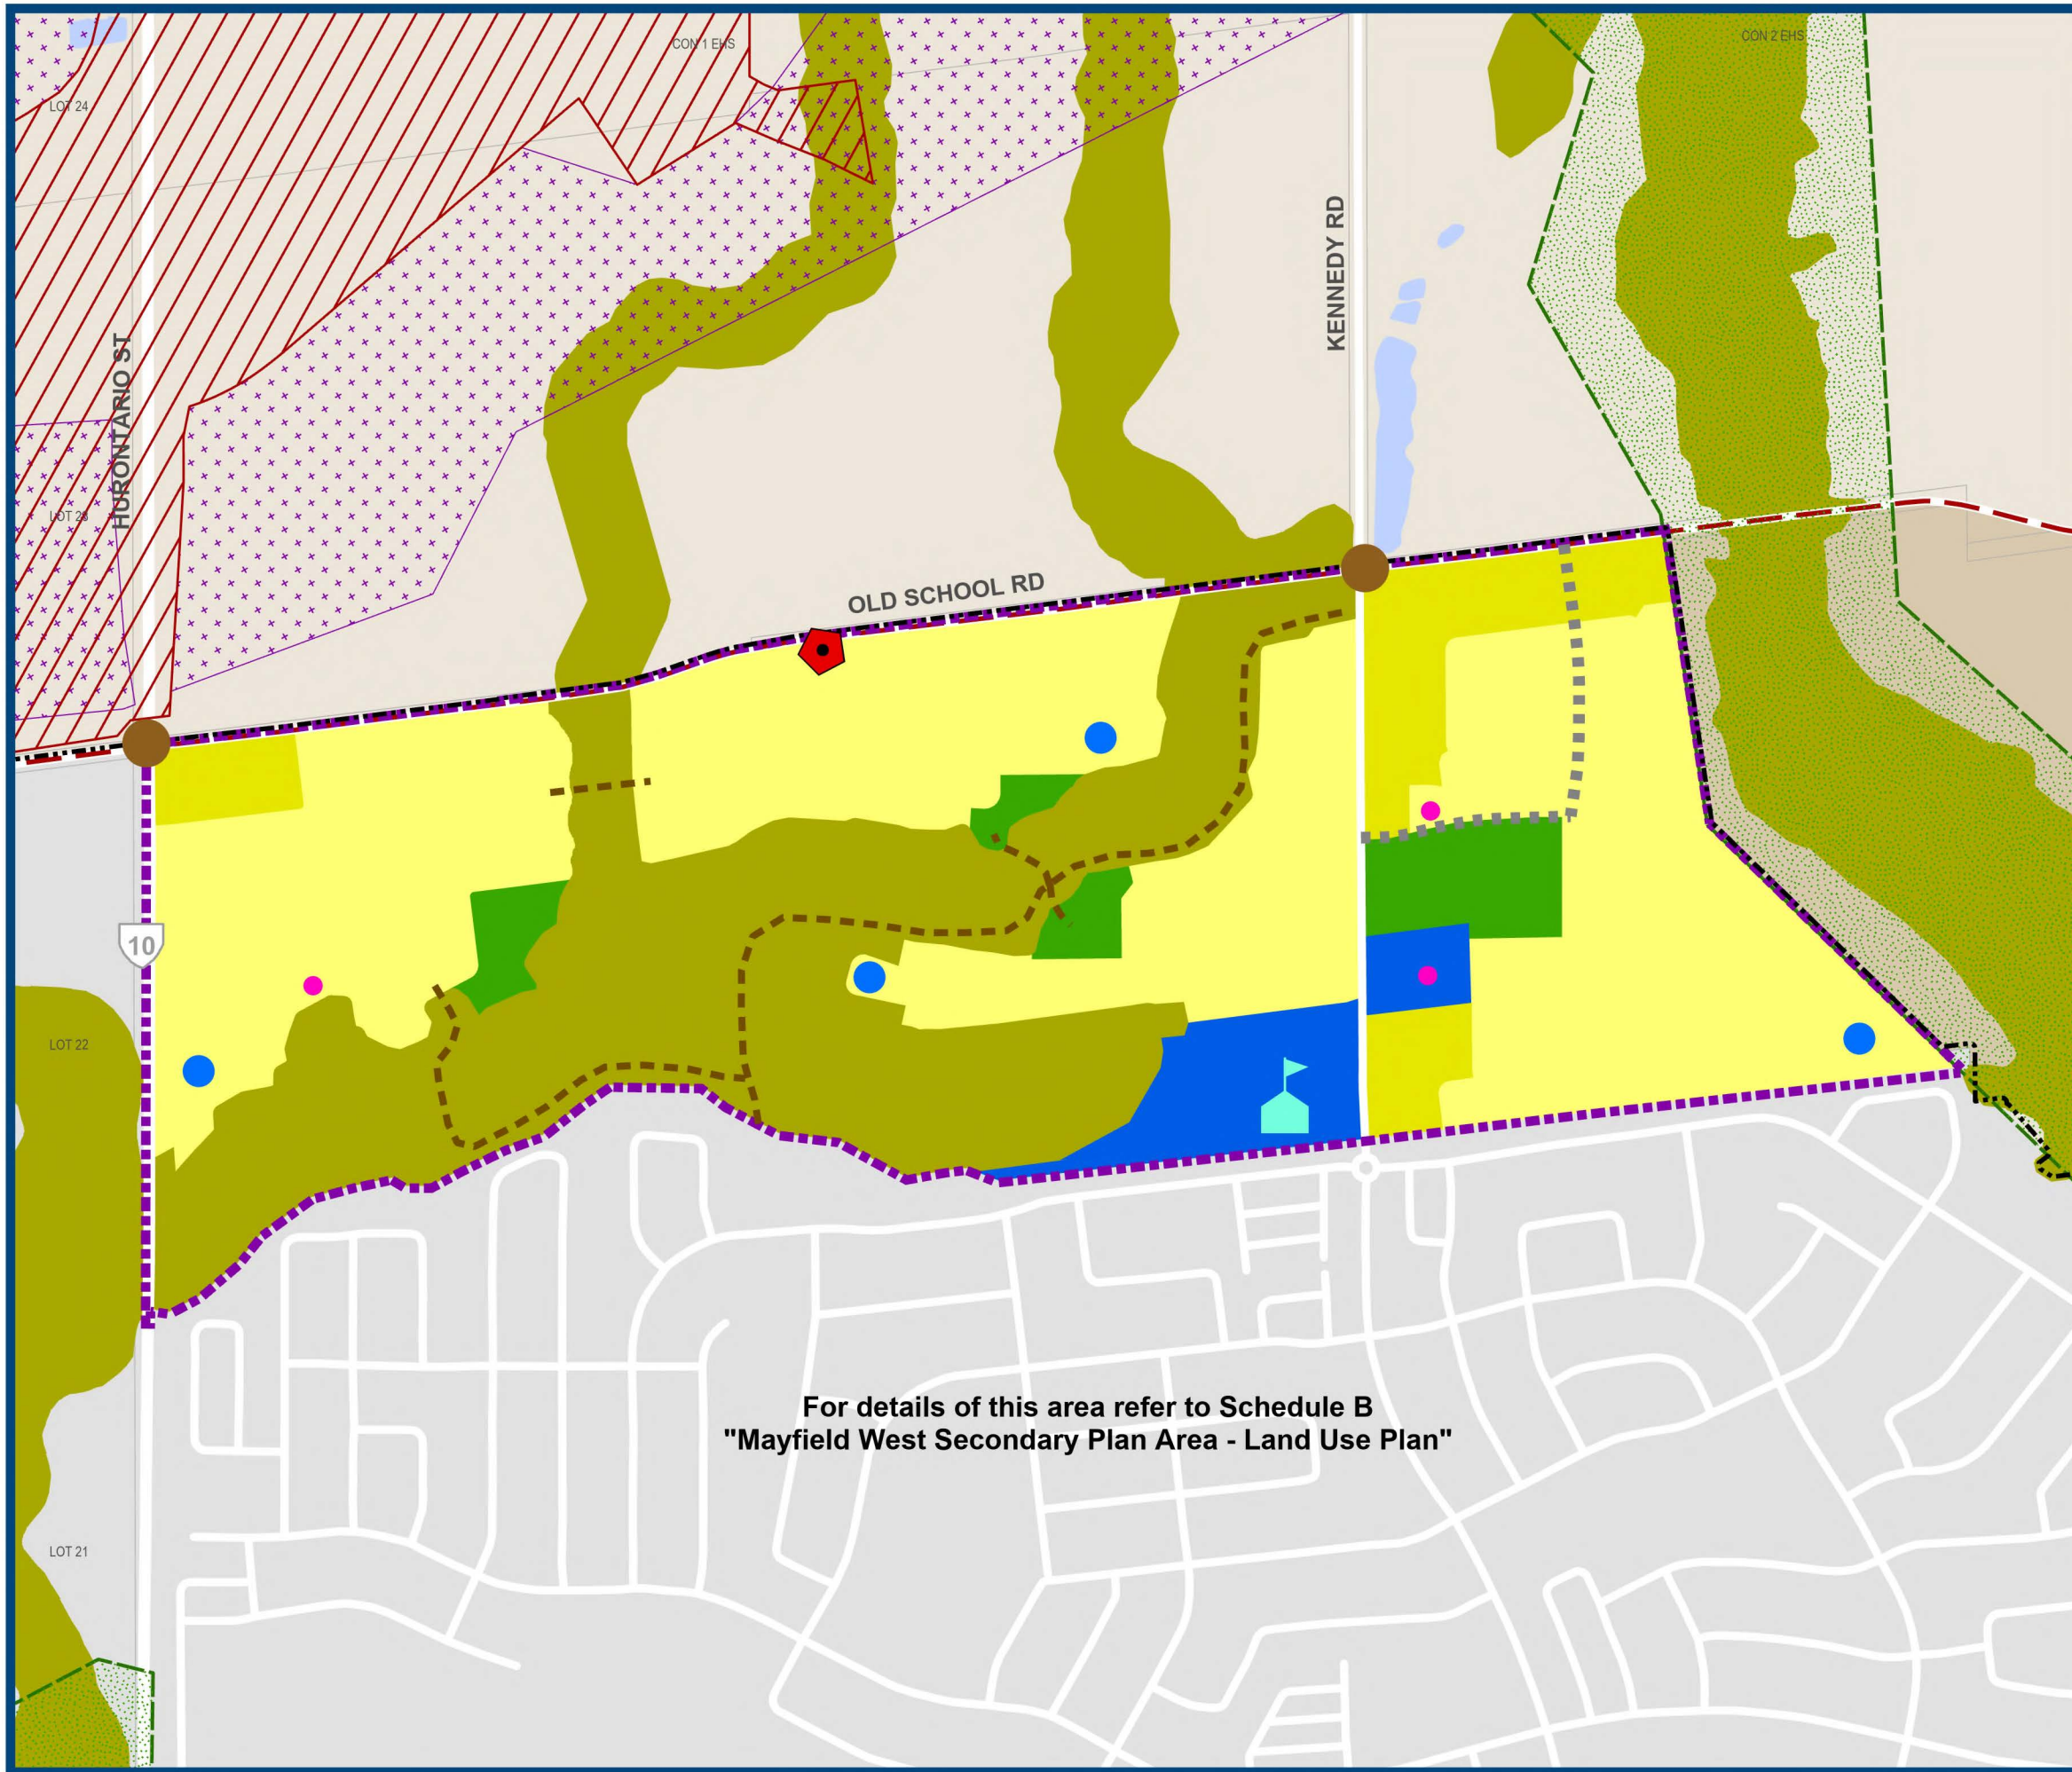 CON 1 EHS
CON 2 EHS
LOT 24
KENNEDY RD
HURONTARIO ST
LOT 23
OLD SCHOOL RD
10
LOT 22
For details of this area refer to Schedule B
"Mayfield West Secondary Plan Area - Land Use Plan"
LOT 21